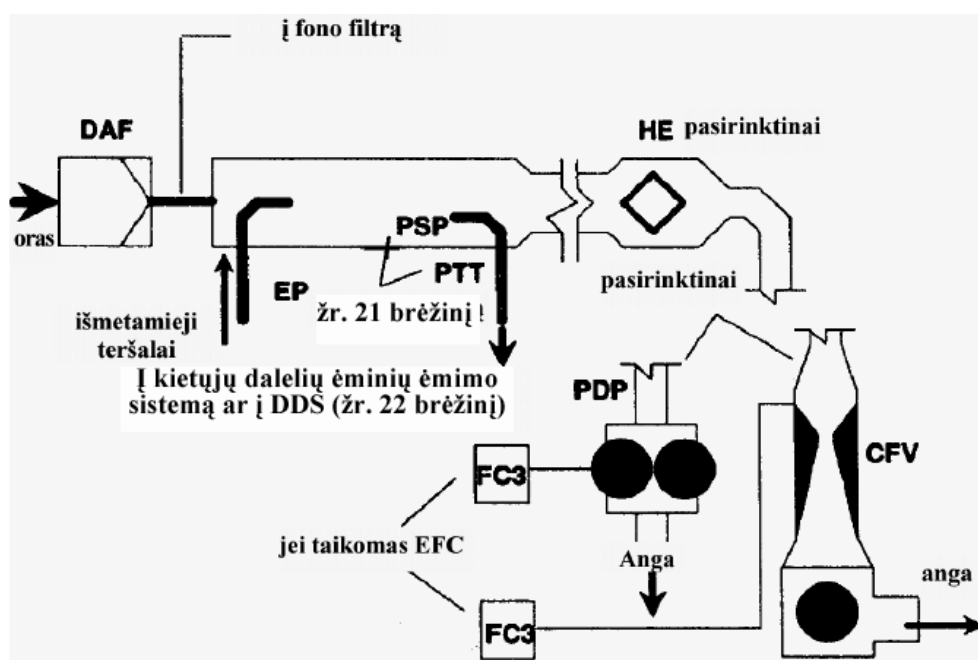 į fono filtrą
DAF
HE pasirinktinai
oras
PSP
PTT
EP
pasirinktinai
žr. 21 brėžinį
išmetamieji
teršalai
Į kietųjų dalelių ėminių ėmimo
sistemą ar į DDS (žr. 22 brėžinį)
PDP
CFV
FC3
jei taikomas EFC
Anga
anga
FC3